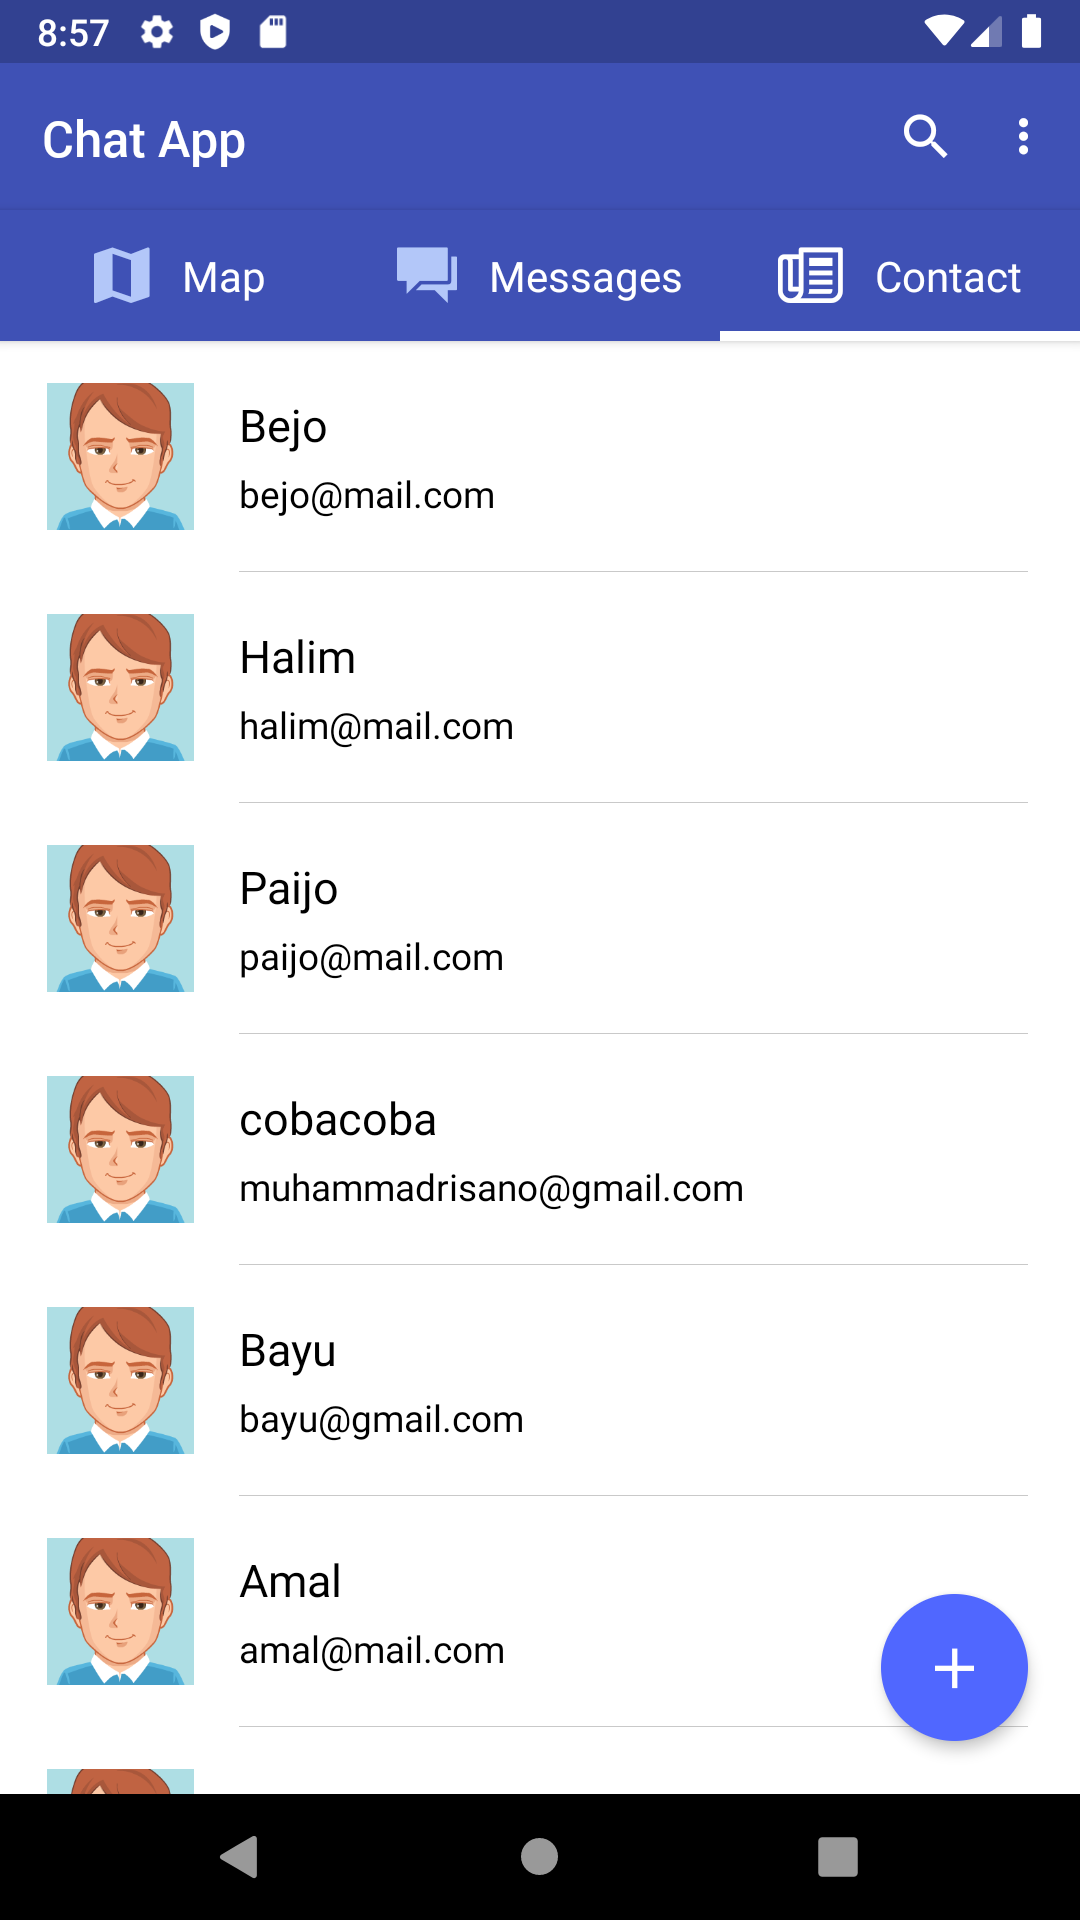 8:57
Chat App
Map Messages Contact
Bejo
bejo@mail.com
Halim
halim@mail.com
Paijo
paijo@mail.com
cobacoba
muhammadrisano@gmail.com
Bayu
bayu@gmail.com
Amal
amal@mail.com